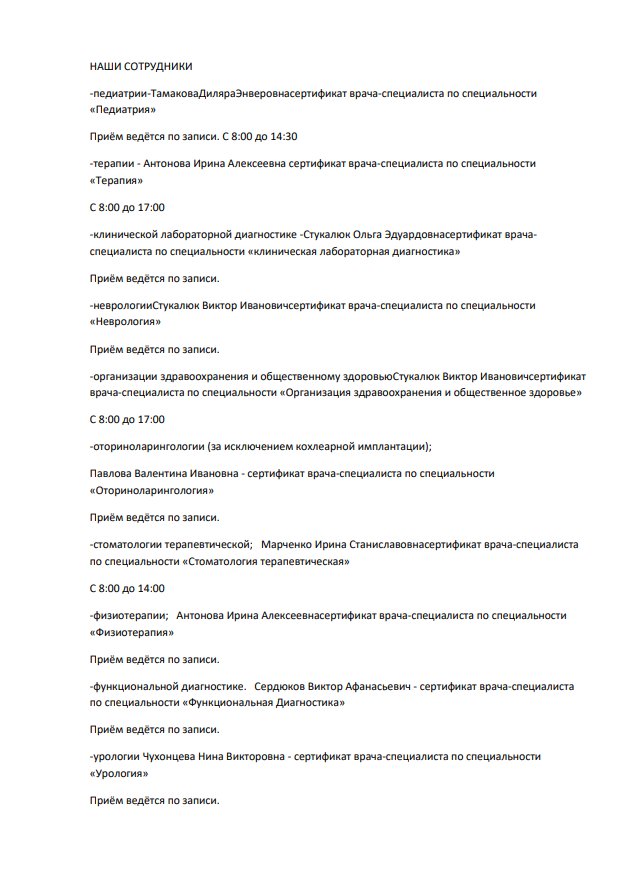 НАШИ СОТРУДНИКИ
-педиатрии-ТамаковаДиляраЭнверовнасертификат врача-специалиста по специальности
«Педиатрия»
Приём ведётся по записи. С 8:00 до 14:30
-терапии - Антонова Ирина Алексеевна сертификат врача-специалиста по специальности
«Терапия»
С 8:00 до 17:00
-клинической лабораторной диагностике -Стукалюк Ольга Эдуардовнасертификат врача-
специалиста по специальности «клиническая лабораторная диагностика»
Приём ведётся по записи.
-неврологииСтукалюк Виктор Ивановичсертификат врача-специалиста по специальности
«Неврология»
Приём ведётся по записи.
-организации здравоохранения и общественному здоровьюСтукалюк Виктор Ивановичсертификат
врача-специалиста по специальности «Организация здравоохранения и общественное здоровье»
С 8:00 до 17:00
-оториноларингологии (за исключением кохлеарной имплантации);
Павлова Валентина Ивановна - сертификат врача-специалиста по специальности
«Оториноларингология»
Приём ведётся по записи.
-стоматологии терапевтической;   Марченко Ирина Станиславовнасертификат врача-специалиста
по специальности «Стоматология терапевтическая»
С 8:00 до 14:00
-физиотерапии;   Антонова Ирина Алексеевнасертификат врача-специалиста по специальности
«Физиотерапия»
Приём ведётся по записи.
-функциональной диагностике.   Сердюков Виктор Афанасьевич - сертификат врача-специалиста
по специальности «Функциональная Диагностика»
Приём ведётся по записи.
-урологии Чухонцева Нина Викторовна - сертификат врача-специалиста по специальности
«Урология»
Приём ведётся по записи.